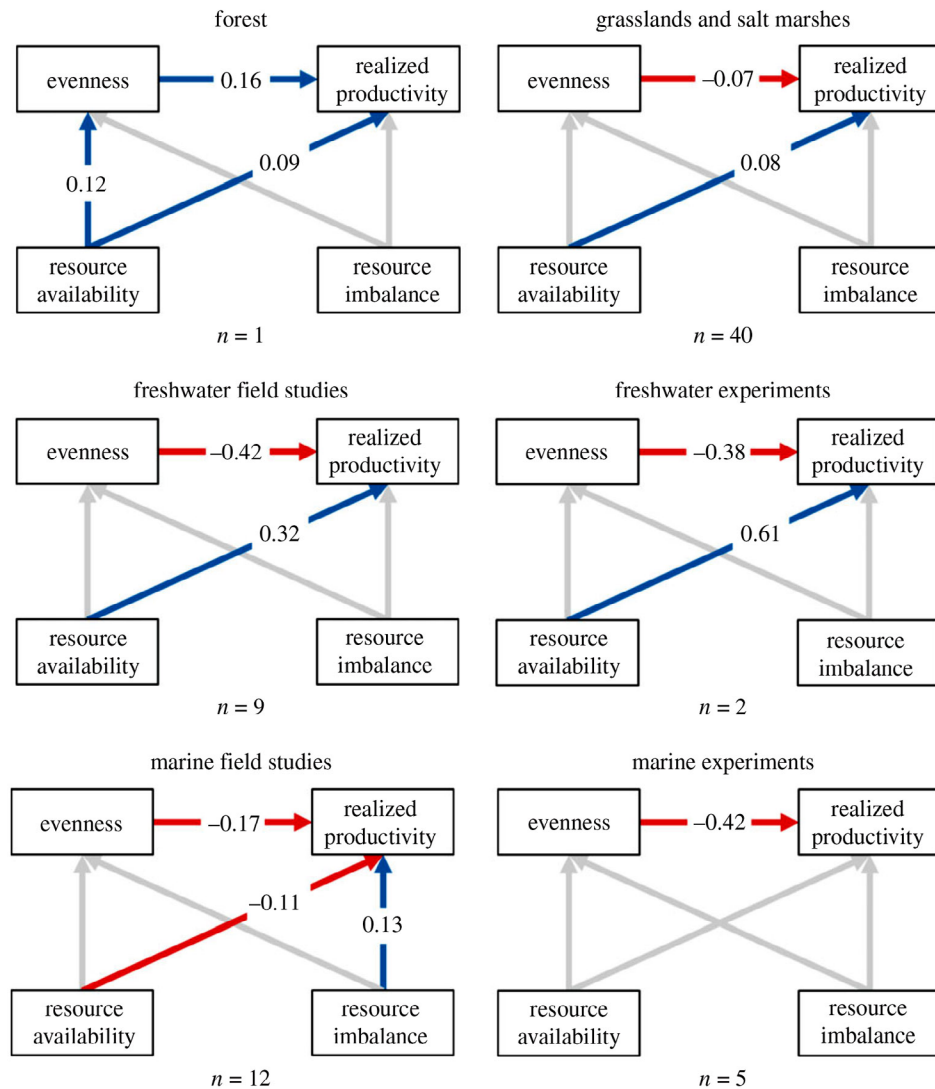 forest
evenness
0.16
realized
productivity
0.12
0.09
resource
availability
resource
imbalance
n = 1
grasslands and salt marshes
evenness
–0.07
realized
productivity
0.08
resource
availability
resource
imbalance
n = 40
freshwater field studies
evenness
–0.42
realized
productivity
0.32
resource
availability
resource
imbalance
n = 9
freshwater experiments
evenness
–0.38
realized
productivity
0.61
resource
availability
resource
imbalance
n = 2
marine field studies
evenness
–0.17
realized
productivity
–0.11
0.13
resource
availability
resource
imbalance
n = 12
marine experiments
evenness
–0.42
realized
productivity
resource
availability
resource
imbalance
n = 5